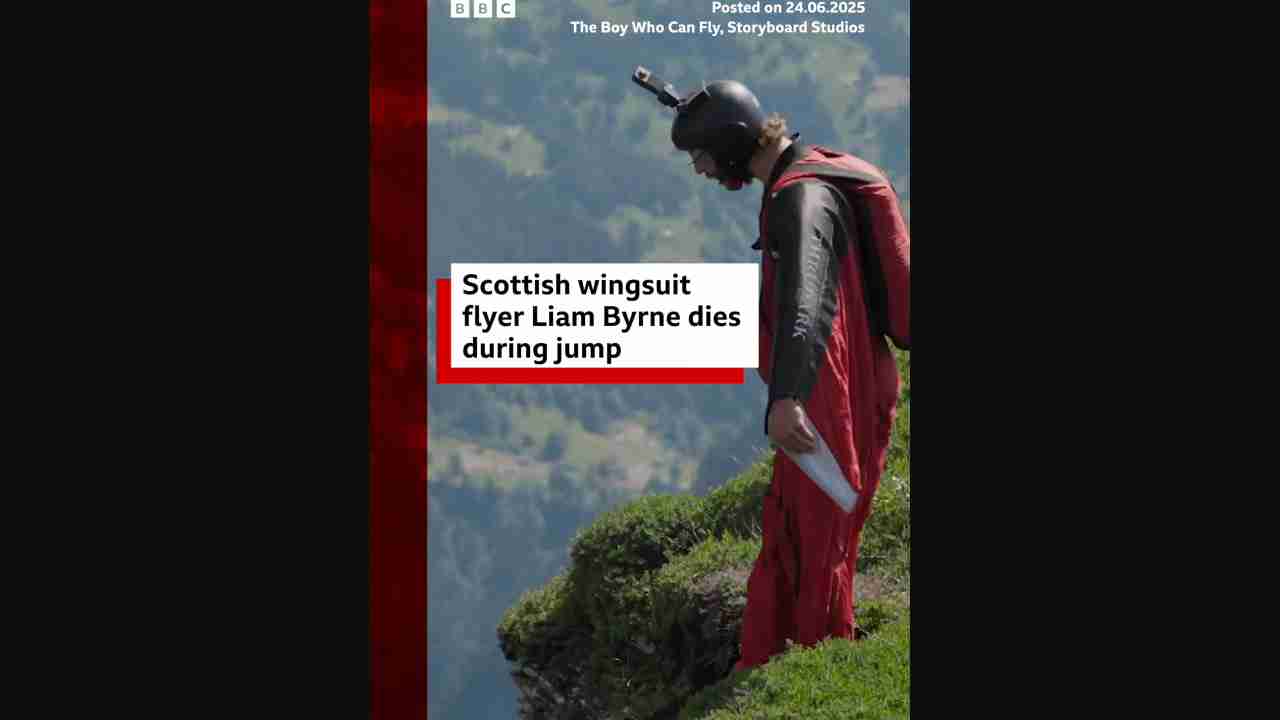 BBC
Posted on 24.06.2025
The Boy Who Can Fly, Storyboard Studios
Scottish wingsuit
flyer Liam Byrne dies
during jump